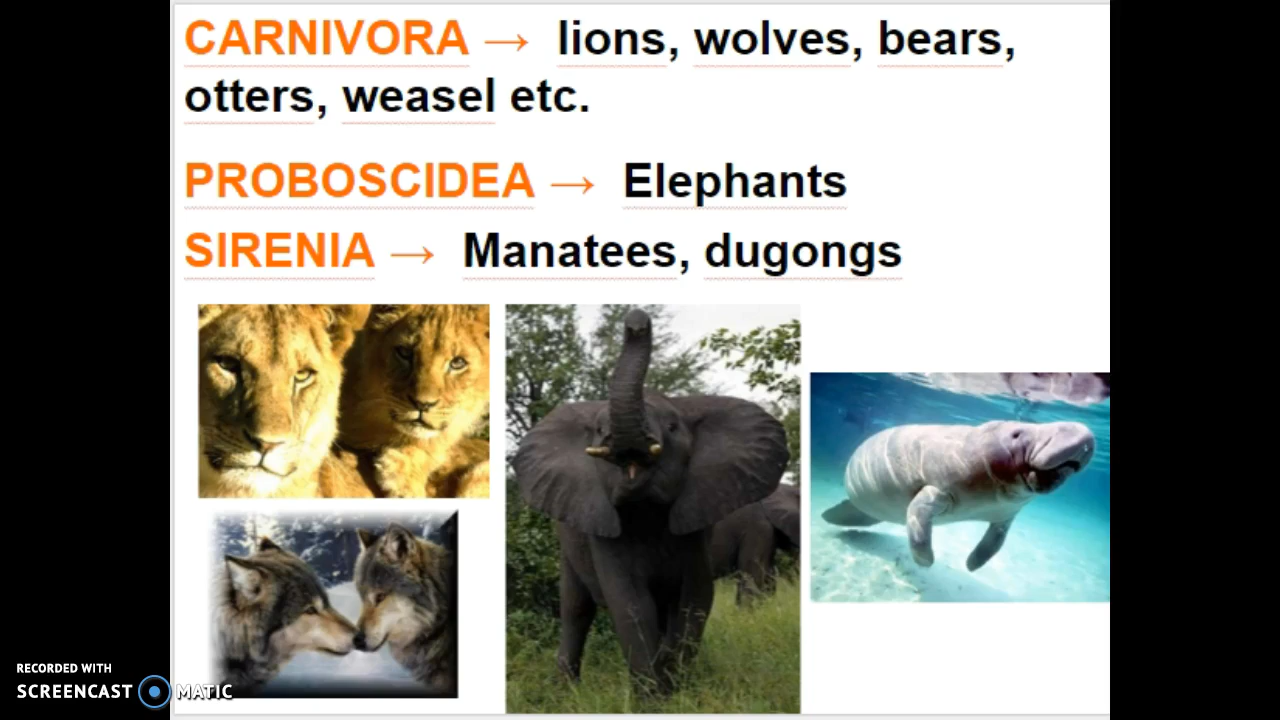 CARNIVORA → lions, wolves, bears,
otters, weasel etc.
PROBOSCIDEA → Elephants
SIRENIA → Manatees, dugongs
RECORDED WITH
SCREENCAST MATIC